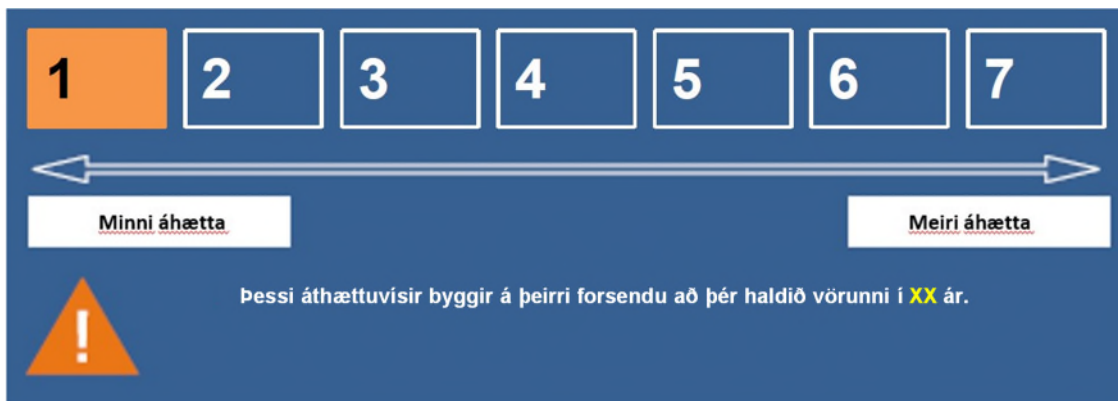 1 2 3 4 5 6 7
Minni áhætta Meiri áhætta
! Þessi áthættuvísir byggir á þeirri forsendu að þér haldið vörunni í XX ár.